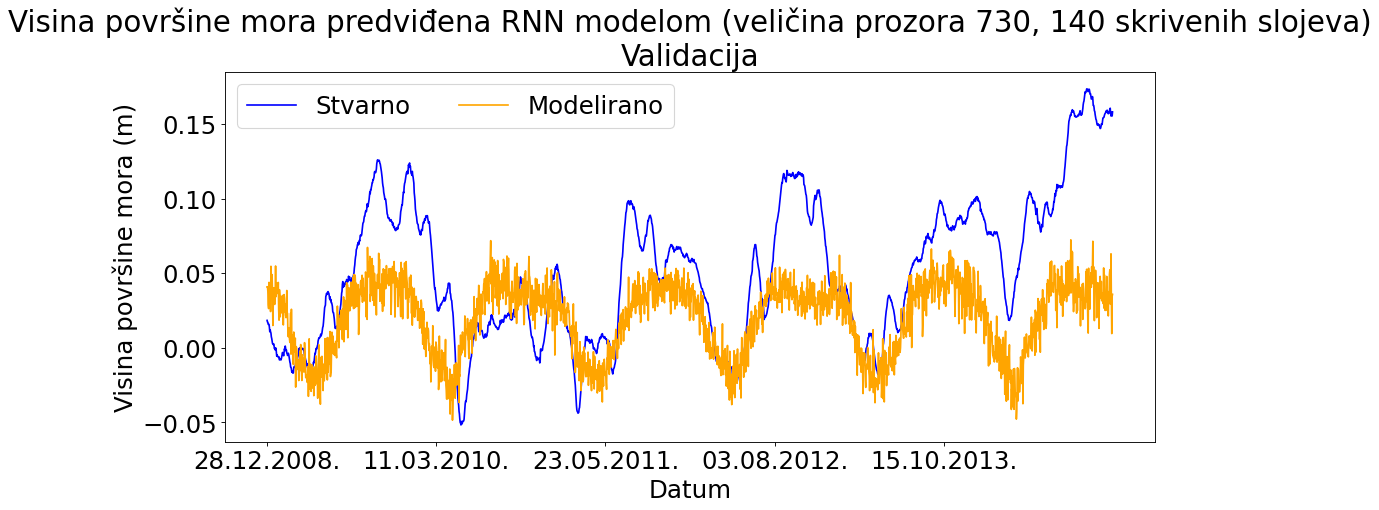 Visina površine mora predviđena RNN modelom (veličina prozora 730, 140 skrivenih slojeva)
Validacija
Stvarno
Modelirano
Visina površine mora (m)
0.15
0.10
0.05
0.00
−0.05
28.12.2008.
11.03.2010.
23.05.2011.
03.08.2012.
15.10.2013.
Datum